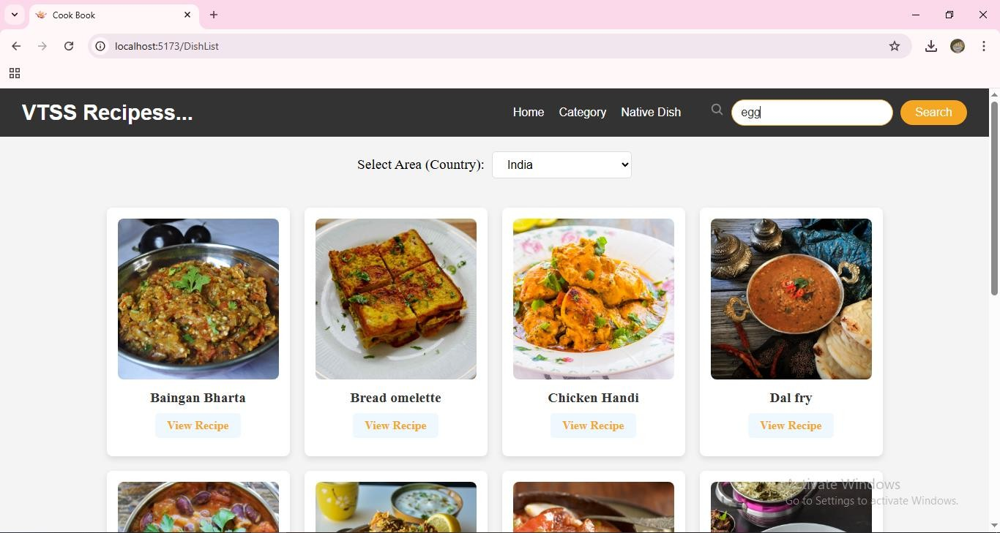 Cook Book
localhost:5173/DishList
VTSS Recipess...
Home Category Native Dish egg Search
Select Area (Country): India
Baingan Bharta Bread omelette Chicken Handi Dal fry
View Recipe View Recipe View Recipe View Recipe
Activate Windows
Go to Settings to activate Windows.